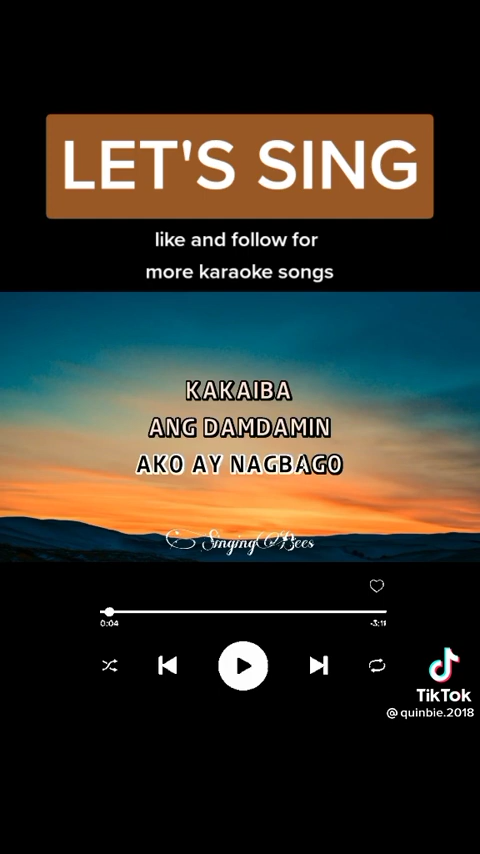 LET'S SING
like and follow for
more karaoke songs
KAKAIBA
ANG DAMDAMIN
AKO AY NAGBAGO
SingingBees
0:04
-3:11
TikTok
@quinbie.2018